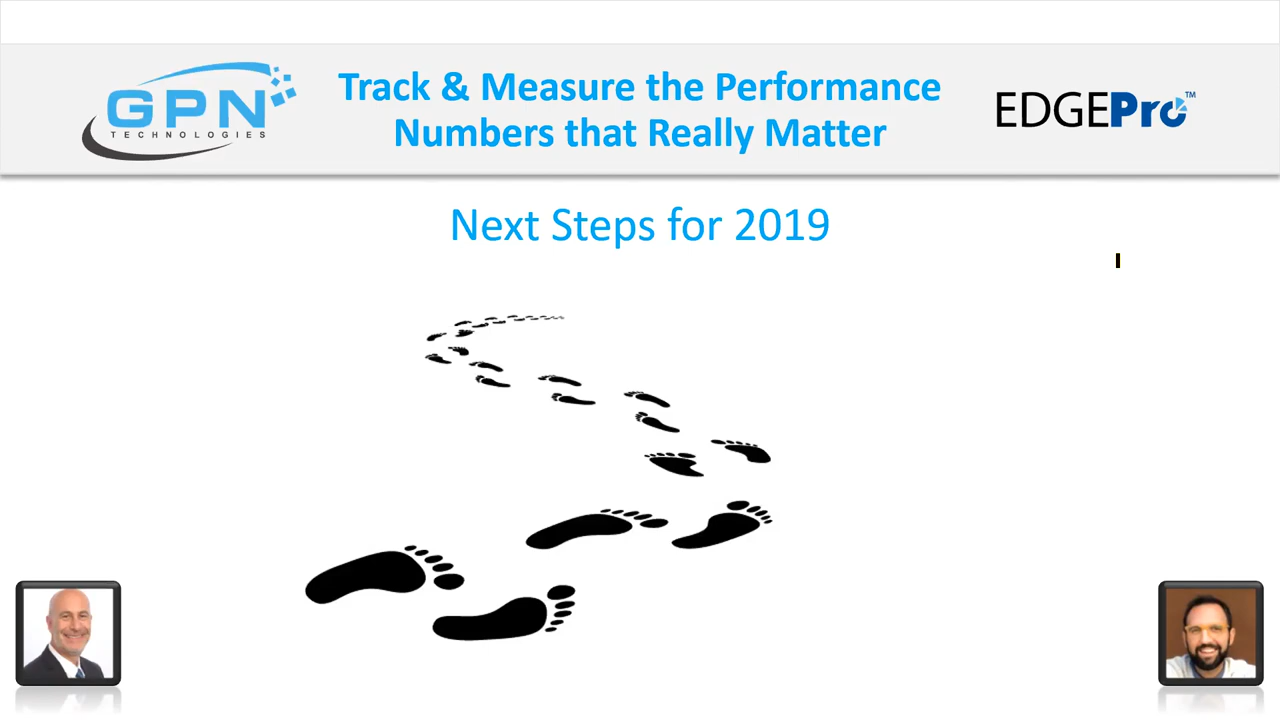 GPN
TECHNOLOGIES
Track & Measure the Performance
Numbers that Really Matter
EDGEPro™
Next Steps for 2019